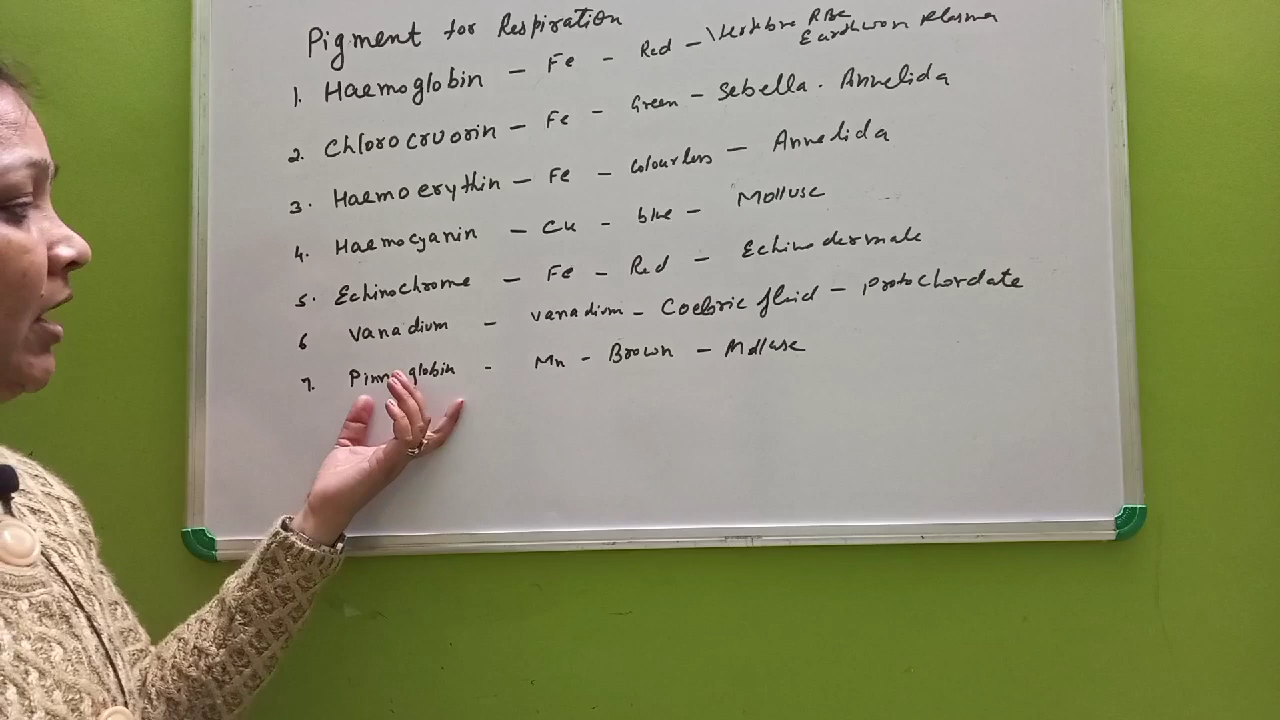 Pigment for Respiration
1. Haemoglobin - Fe - Red - Vertebre RBC Earthworm Plasma
2. Chlorocruorin - Fe - Green - Sebella. Annelida
3. Haemoerythin - Fe - Colourless - Annelida
4. Haemocyanin - Cu - blue - Mollusc
5. Echinochrome - Fe - Red - Echinodermate
6 Vanadium - Vanadium - Coelomic fluid - Protochordate
7. globin - Mn - Brown - Mollusc